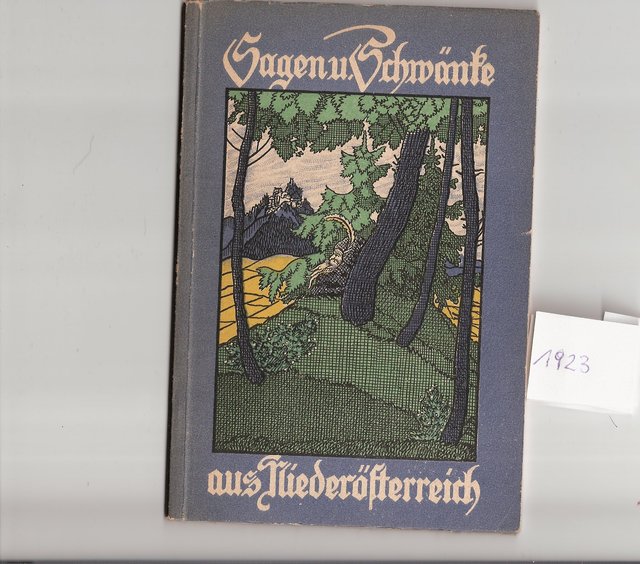 Sagen u Schwänke
aus Niederösterreich
1923